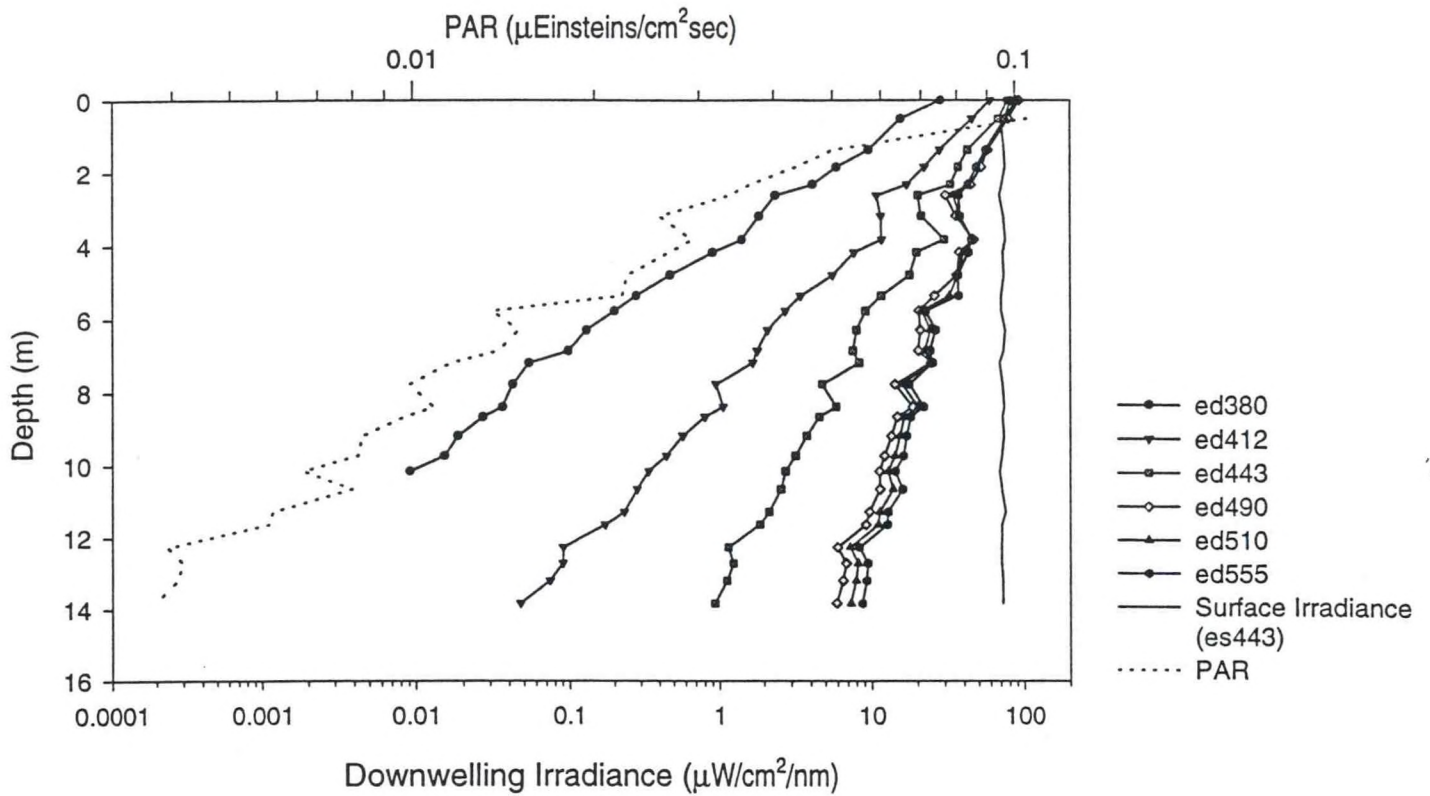 PAR (μEinsteins/cm²sec)
0.01
0.1
0
2
4
6
8
10
12
14
16
Depth (m)
0.0001
0.001
0.01
0.1
1
10
100
Downwelling Irradiance (μW/cm²/nm)
ed380
ed412
ed443
ed490
ed510
ed555
Surface Irradiance
(es443)
PAR